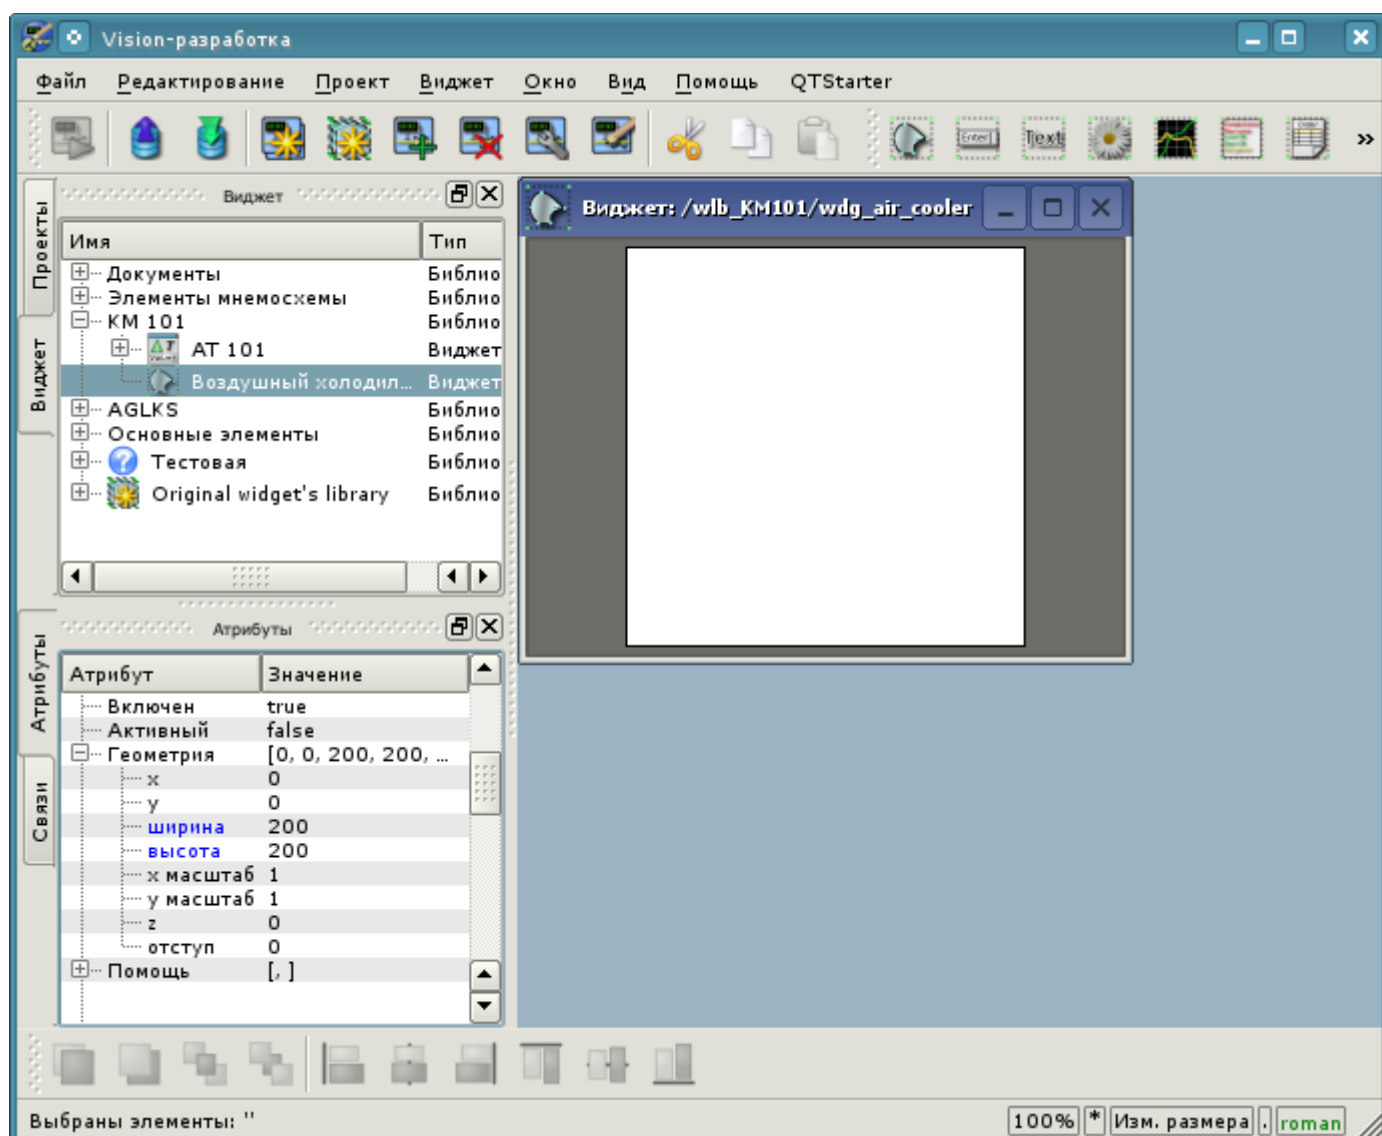 Vision-разработка
Файл Редактирование Проект Виджет Окно Вид Помощь QTStarter
Enter
Text
»
Проекты
Виджет
Виджет
Имя Тип
Документы Библио
Элементы мнемосхемы Библио
КМ 101 Библио
АТ 101 Виджет
Воздушный холодил... Виджет
AGLKS Библио
Основные элементы Библио
Тестовая Библио
Original widget's library Библио
Виджет: /wlb_KM101/wdg_air_cooler
Атрибуты
Связи
Атрибуты
Атрибут Значение
Включен true
Активный false
Геометрия [0, 0, 200, 200, ...
x 0
y 0
ширина 200
высота 200
x масштаб 1
y масштаб 1
z 0
отступ 0
Помощь [, ]
Выбраны элементы: ''
100% * Изм. размера . roman